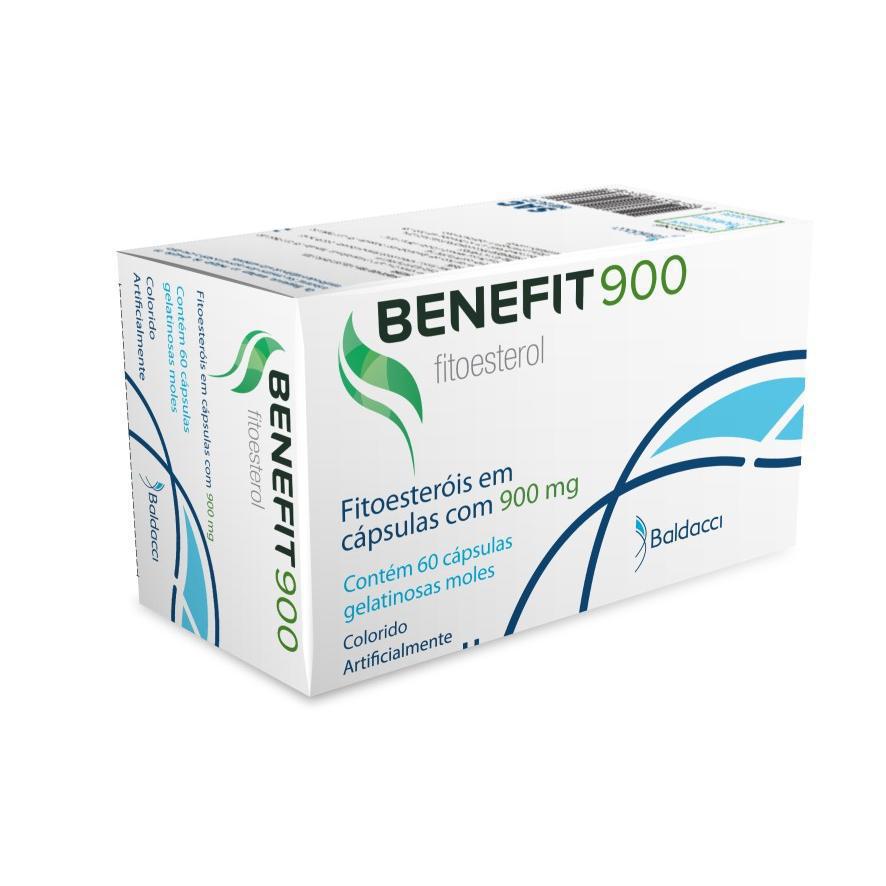 SAC
BENEFIT 900
fitoesterol
Fitoesteróis em
cápsulas com 900 mg
Contém 60 cápsulas
gelatinosas moles
Colorido
Artificialmente
Baldacci
BENEFIT 900
fitoesterol
Fitoesteróis em cápsulas com 900 mg
Contém 60 cápsulas
gelatinosas moles
Colorido
Artificialmente
Baldacci